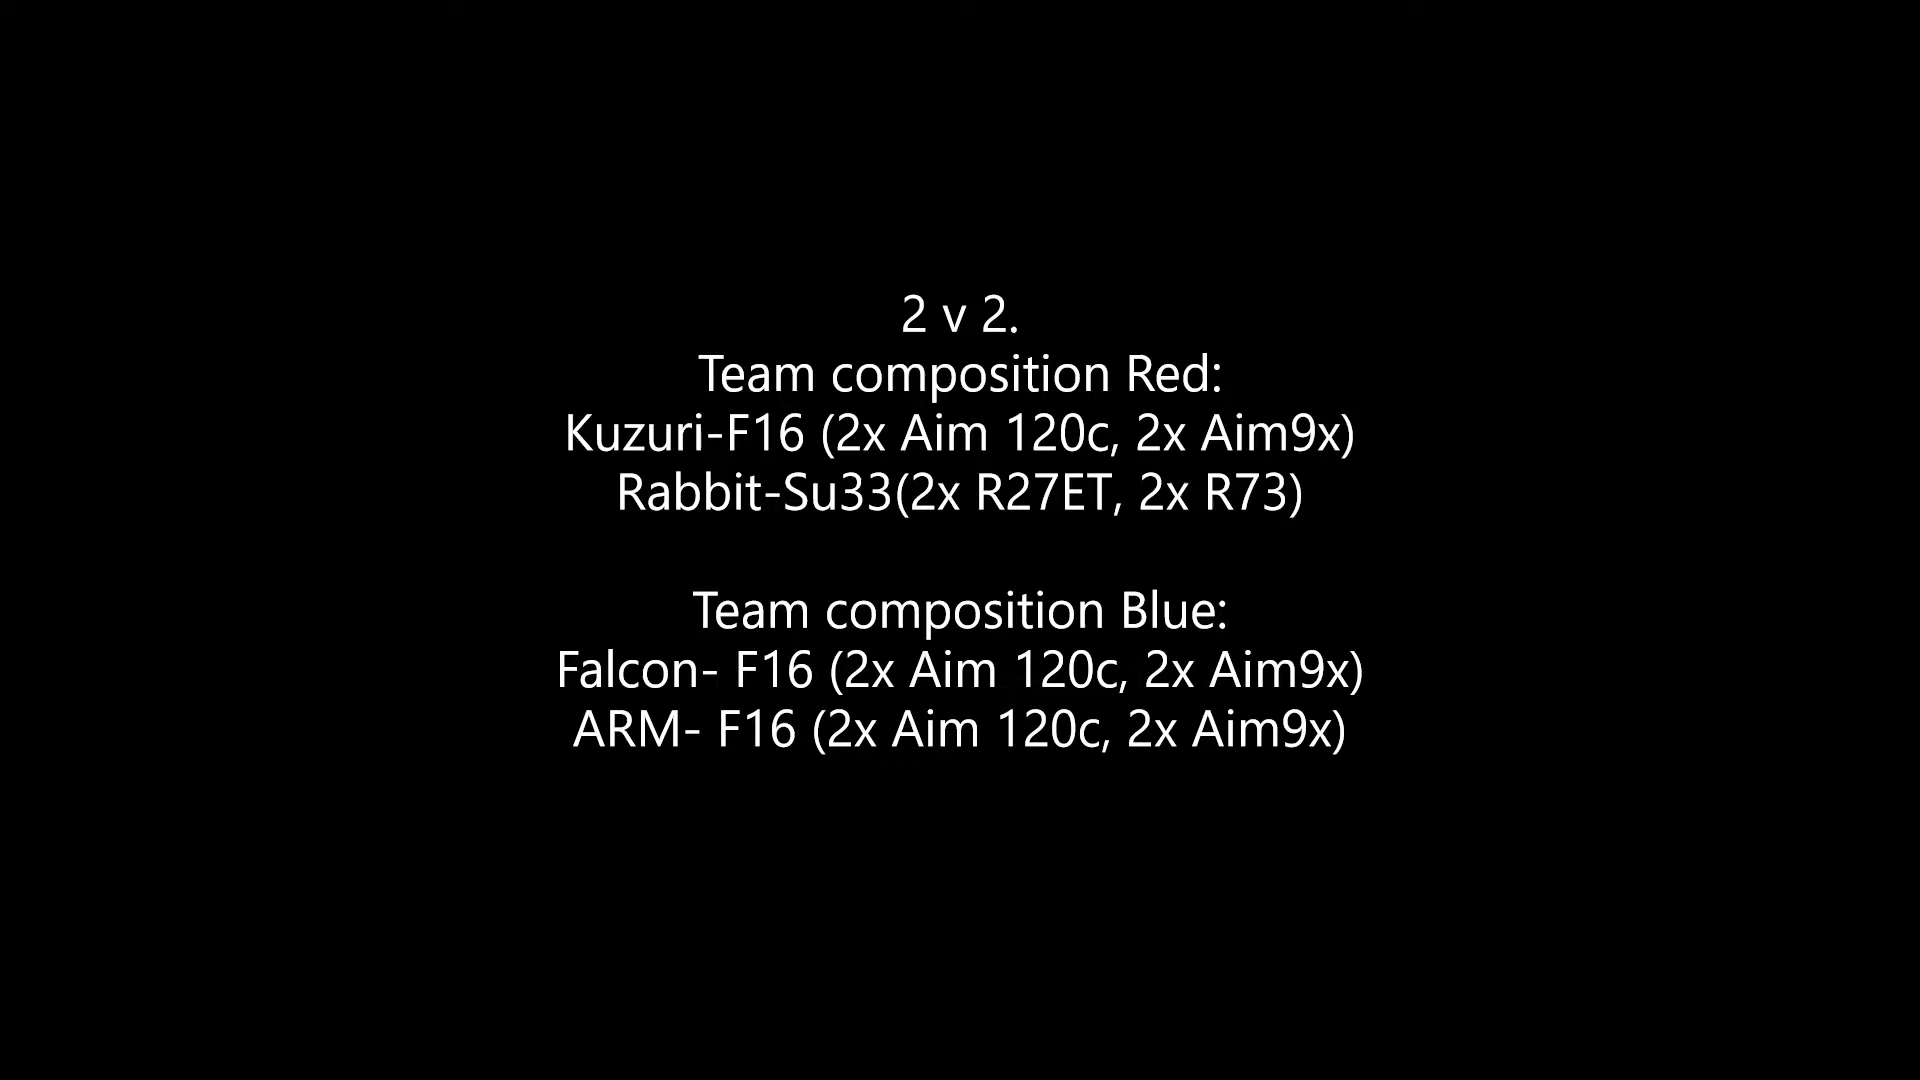 2 v 2.
Team composition Red:
Kuzuri-F16 (2x Aim 120c, 2x Aim9x)
Rabbit-Su33(2x R27ET, 2x R73)
Team composition Blue:
Falcon- F16 (2x Aim 120c, 2x Aim9x)
ARM- F16 (2x Aim 120c, 2x Aim9x)